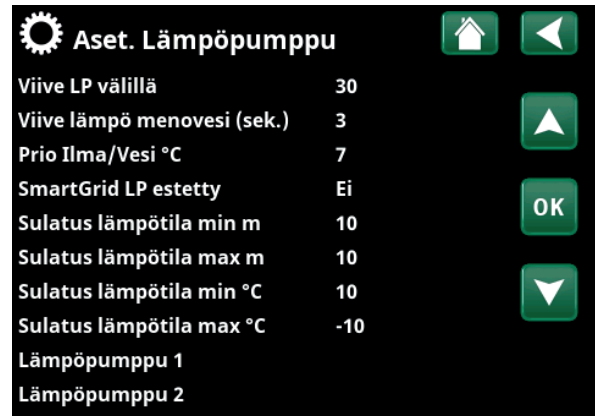 Aset. Lämpöpumppu
Viive LP välillä 30
Viive lämpö menovesi (sek.) 3
Prio Ilma/Vesi °C 7
SmartGrid LP estetty Ei
Sulatus lämpötila min m 10
Sulatus lämpötila max m 10
Sulatus lämpötila min °C 10
Sulatus lämpötila max °C -10
Lämpöpumppu 1
Lämpöpumppu 2
OK